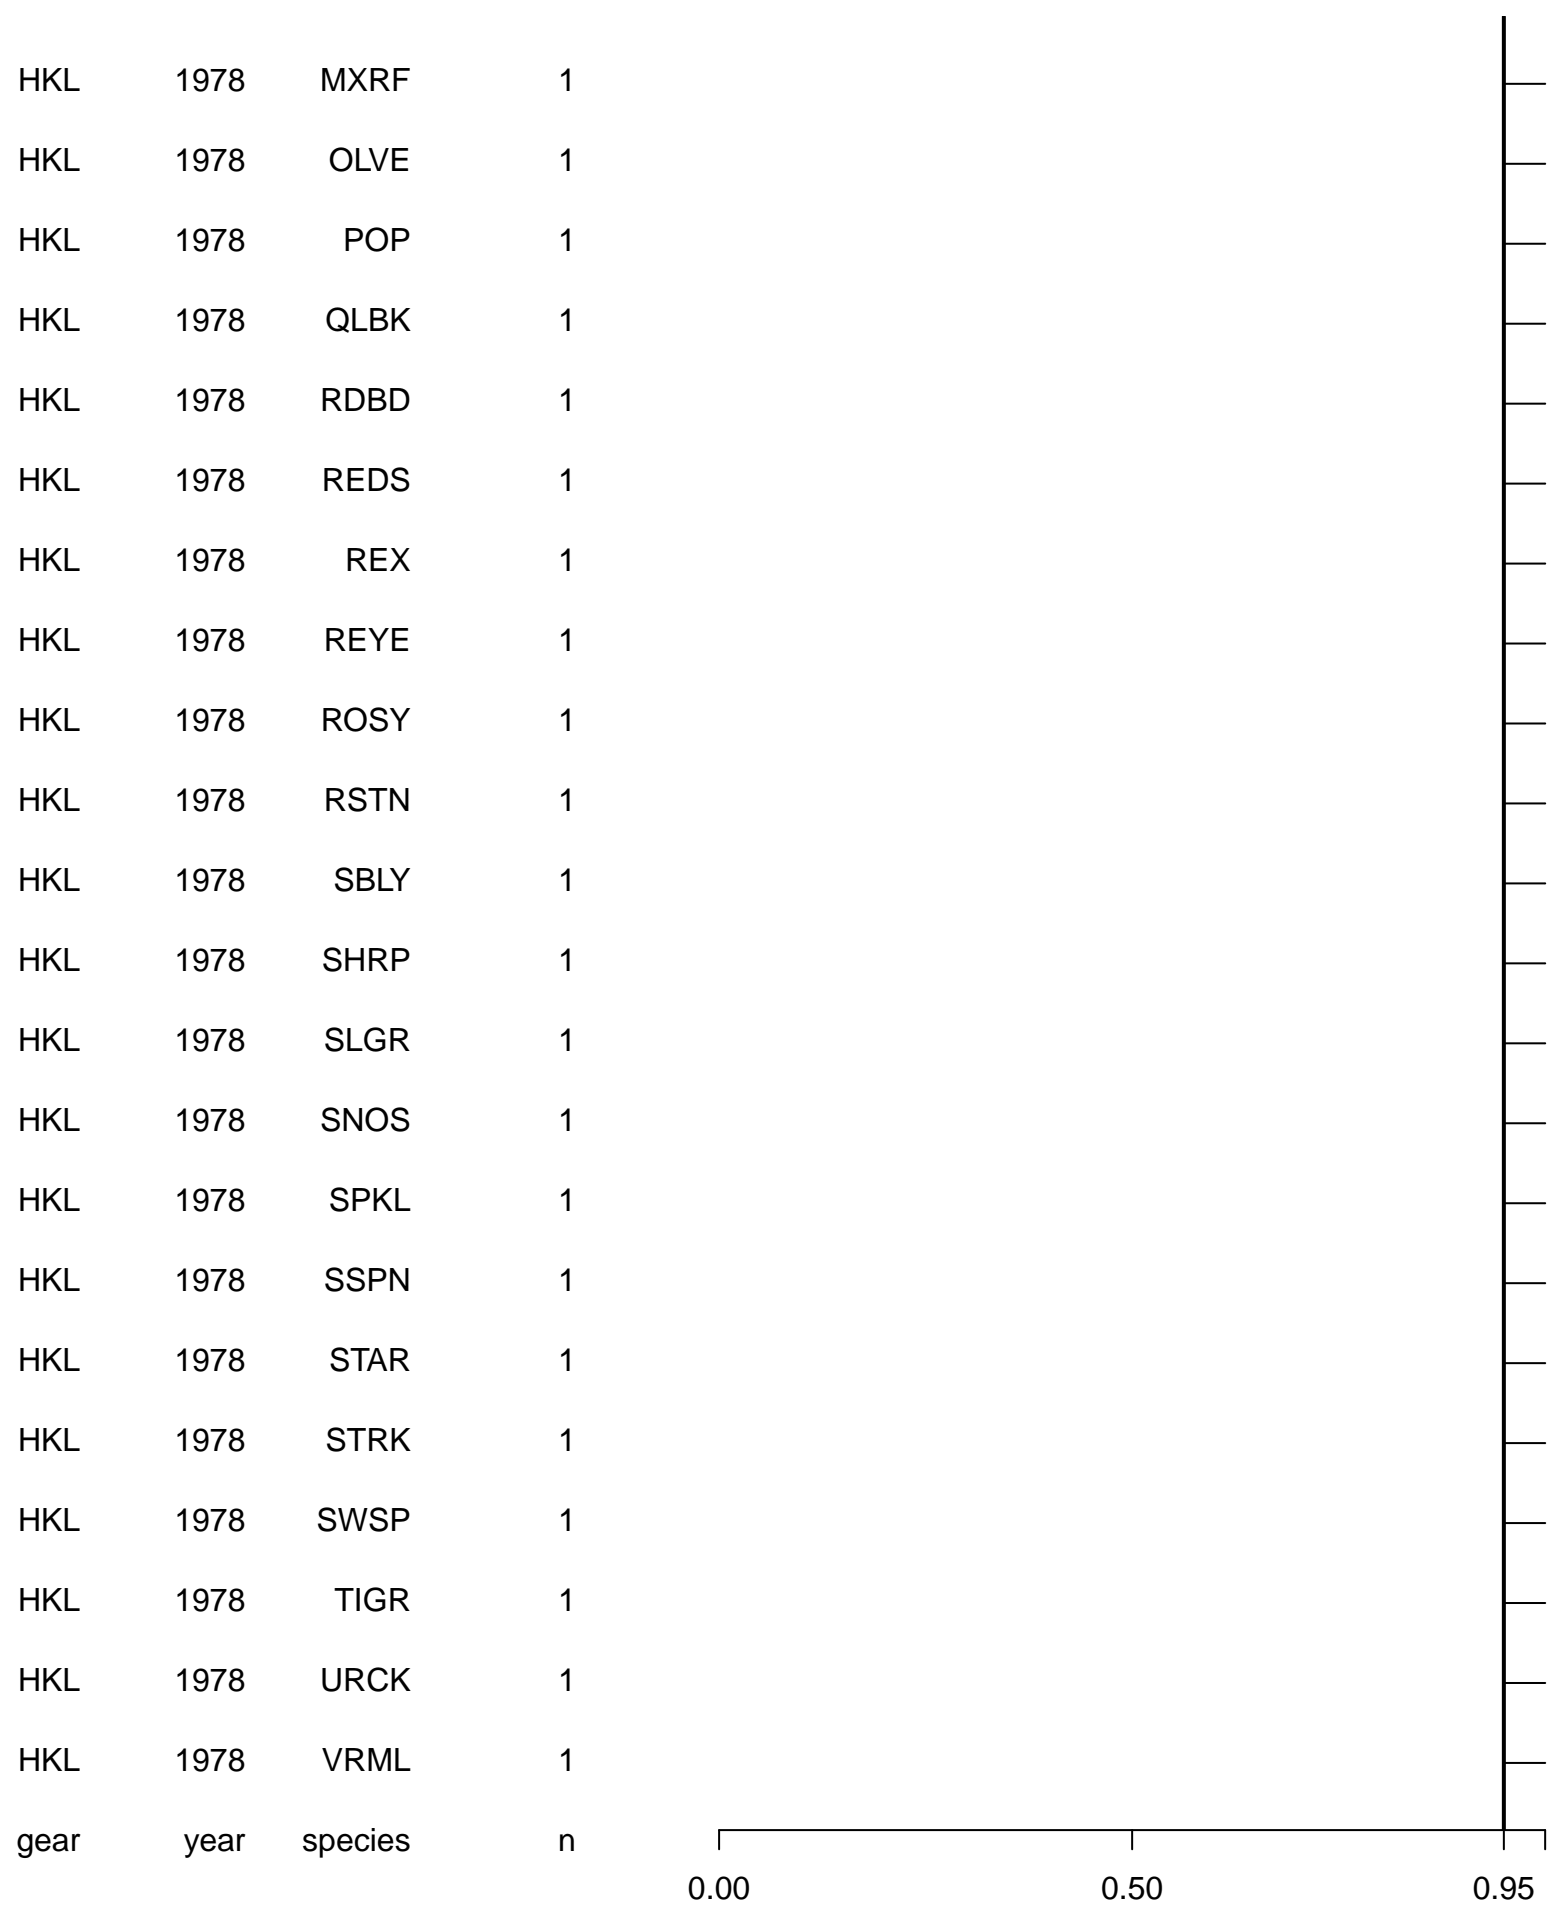 HKL 1978 MXRF 1
HKL 1978 OLVE 1
HKL 1978 POP 1
HKL 1978 QLBK 1
HKL 1978 RDBD 1
HKL 1978 REDS 1
HKL 1978 REX 1
HKL 1978 REYE 1
HKL 1978 ROSY 1
HKL 1978 RSTN 1
HKL 1978 SBLY 1
HKL 1978 SHRP 1
HKL 1978 SLGR 1
HKL 1978 SNOS 1
HKL 1978 SPKL 1
HKL 1978 SSPN 1
HKL 1978 STAR 1
HKL 1978 STRK 1
HKL 1978 SWSP 1
HKL 1978 TIGR 1
HKL 1978 URCK 1
HKL 1978 VRML 1
gear year species n
0.00 0.50 0.95